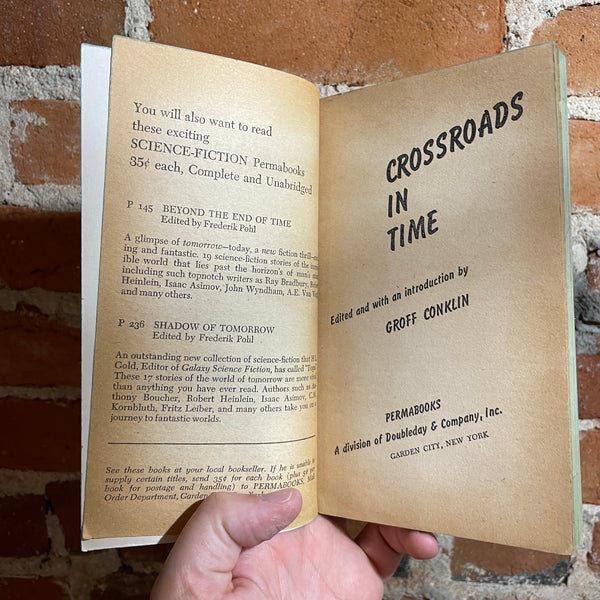 You will also want to read
these exciting
SCIENCE-FICTION Permabooks
35¢ each, Complete and Unabridged
P 145 BEYOND THE END OF TIME
Edited by Frederik Pohl
A glimpse of tomorrow—today, a new fiction thrill—
ing and fantastic. 19 science-fiction stories of the
ible world that lies past the horizon's of man's
including such topnotch writers as Ray Bradbury,
Heinlein, Isaac Asimov, John Wyndham, A.E. Van
and many others.
P 236 SHADOW OF TOMORROW
Edited by Frederik Pohl
An outstanding new collection of science-fiction that H.L.
Gold, Editor of Galaxy Science Fiction, has called "Tops
These 17 stories of the world of tomorrow are more
than anything you have ever read. Authors such as
thony Boucher, Robert Heinlein, Isaac Asimov, C.M.
Kornbluth, Fritz Leiber, and many others take you on a
journey to fantastic worlds.
See these books at your local bookseller. If he is unable to
supply certain titles, send 35¢ for each book (plus 5¢ per
book for postage and handling) to PERMABOOKS, Mail
Order Department, Garden
CROSSROADS
IN
TIME
Edited and with an introduction by
GROFF CONKLIN
PERMABOOKS
A division of Doubleday & Company, Inc.
GARDEN CITY, NEW YORK